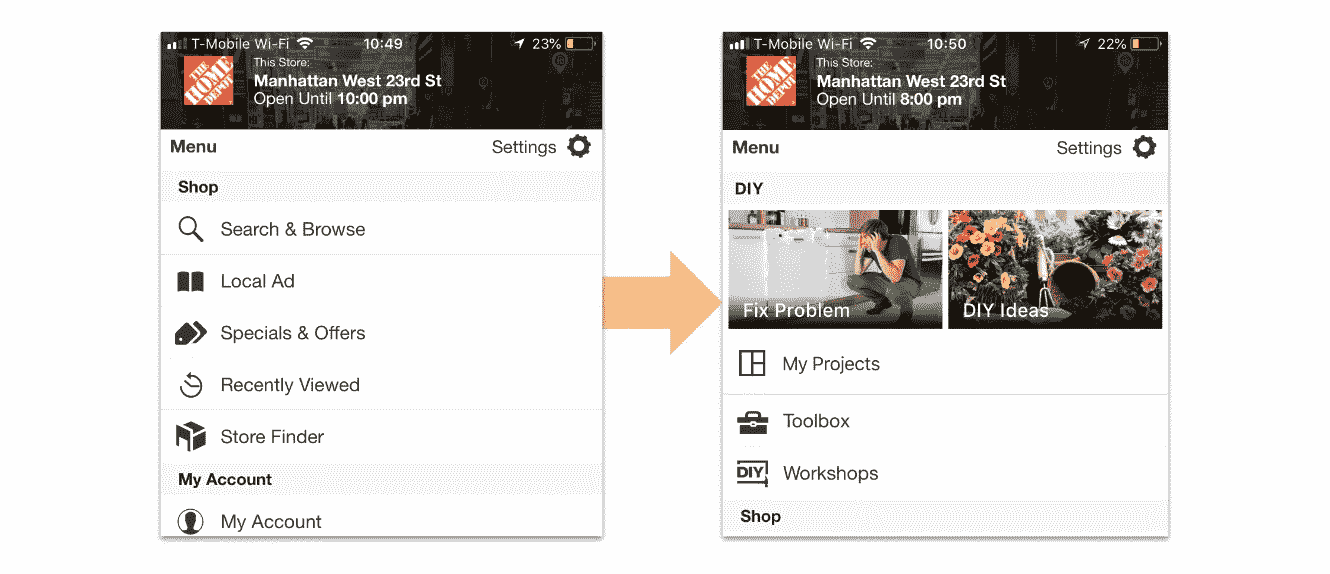 T-Mobile Wi-Fi 10:49 23%
This Store:
THE HOME DEPOT
Manhattan West 23rd St
Open Until 10:00 pm
Menu Settings
Shop
Search & Browse
Local Ad
Specials & Offers
Recently Viewed
Store Finder
My Account
My Account
T-Mobile Wi-Fi 10:50 22%
This Store:
THE HOME DEPOT
Manhattan West 23rd St
Open Until 8:00 pm
Menu Settings
DIY
Fix Problem DIY Ideas
My Projects
Toolbox
DIY Workshops
Shop